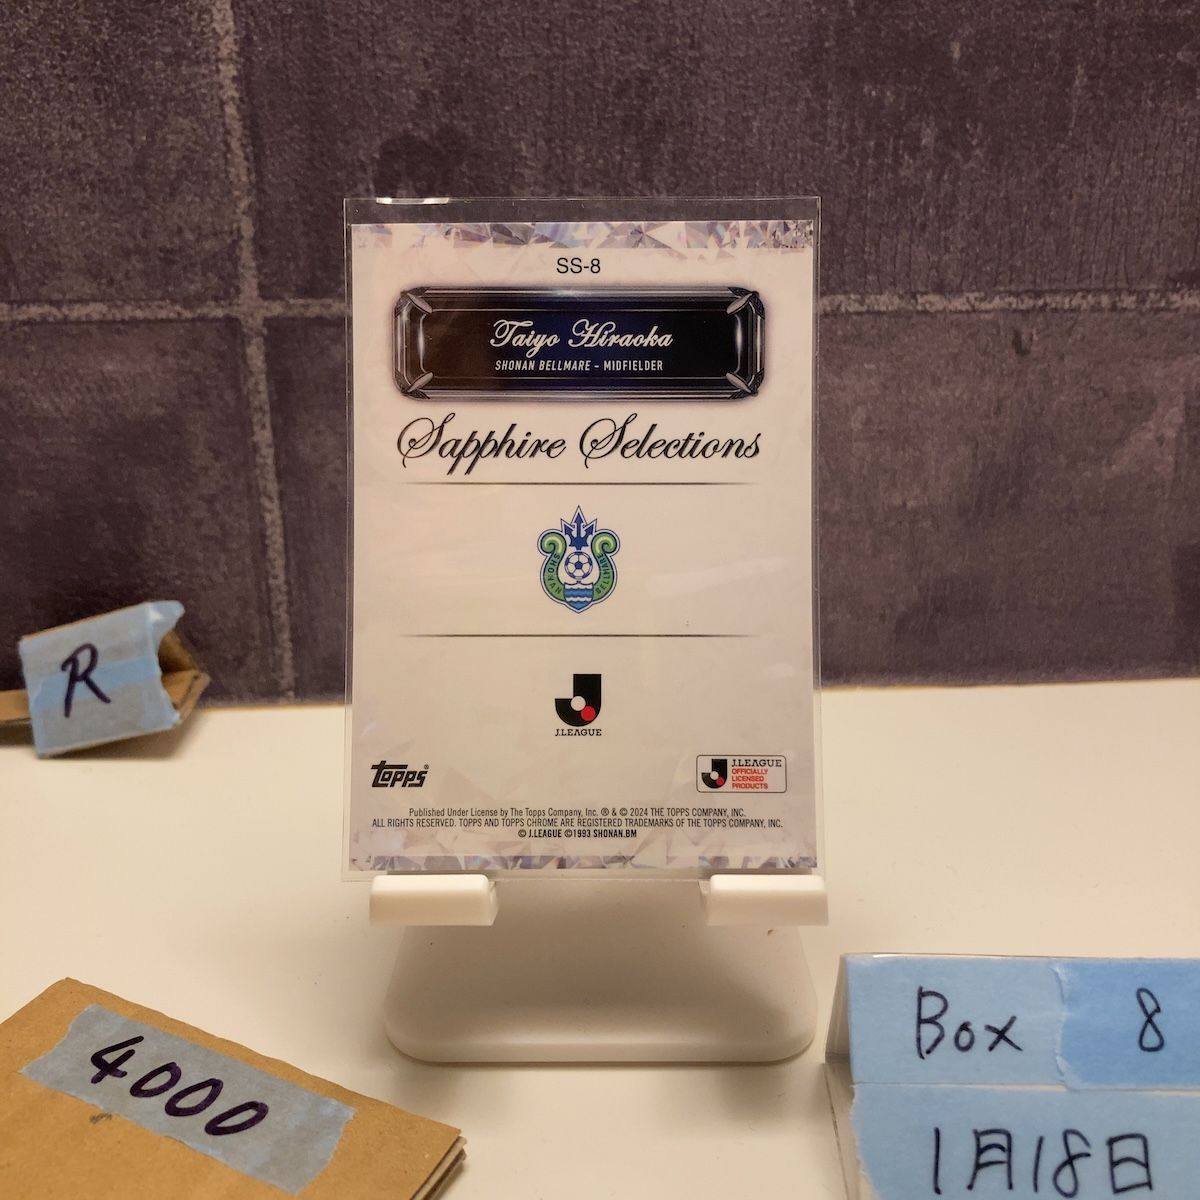 SS-8
Taiyo Hiraoka
SHONAN BELLMARE - MIDFIELDER
Sapphire Selections
SHONAN BELLMARE
J.LEAGUE
TOPPS®
J.LEAGUE
OFFICIALLY
LICENSED
PRODUCTS
Published Under License by The Topps Company, Inc. ® & © 2024 THE TOPPS COMPANY, INC.
ALL RIGHTS RESERVED. TOPPS AND TOPPS CHROME ARE REGISTERED TRADEMARKS OF THE TOPPS COMPANY, INC.
© J.LEAGUE ©1993 SHONAN.BM
R
4000
Box 8
1月18日